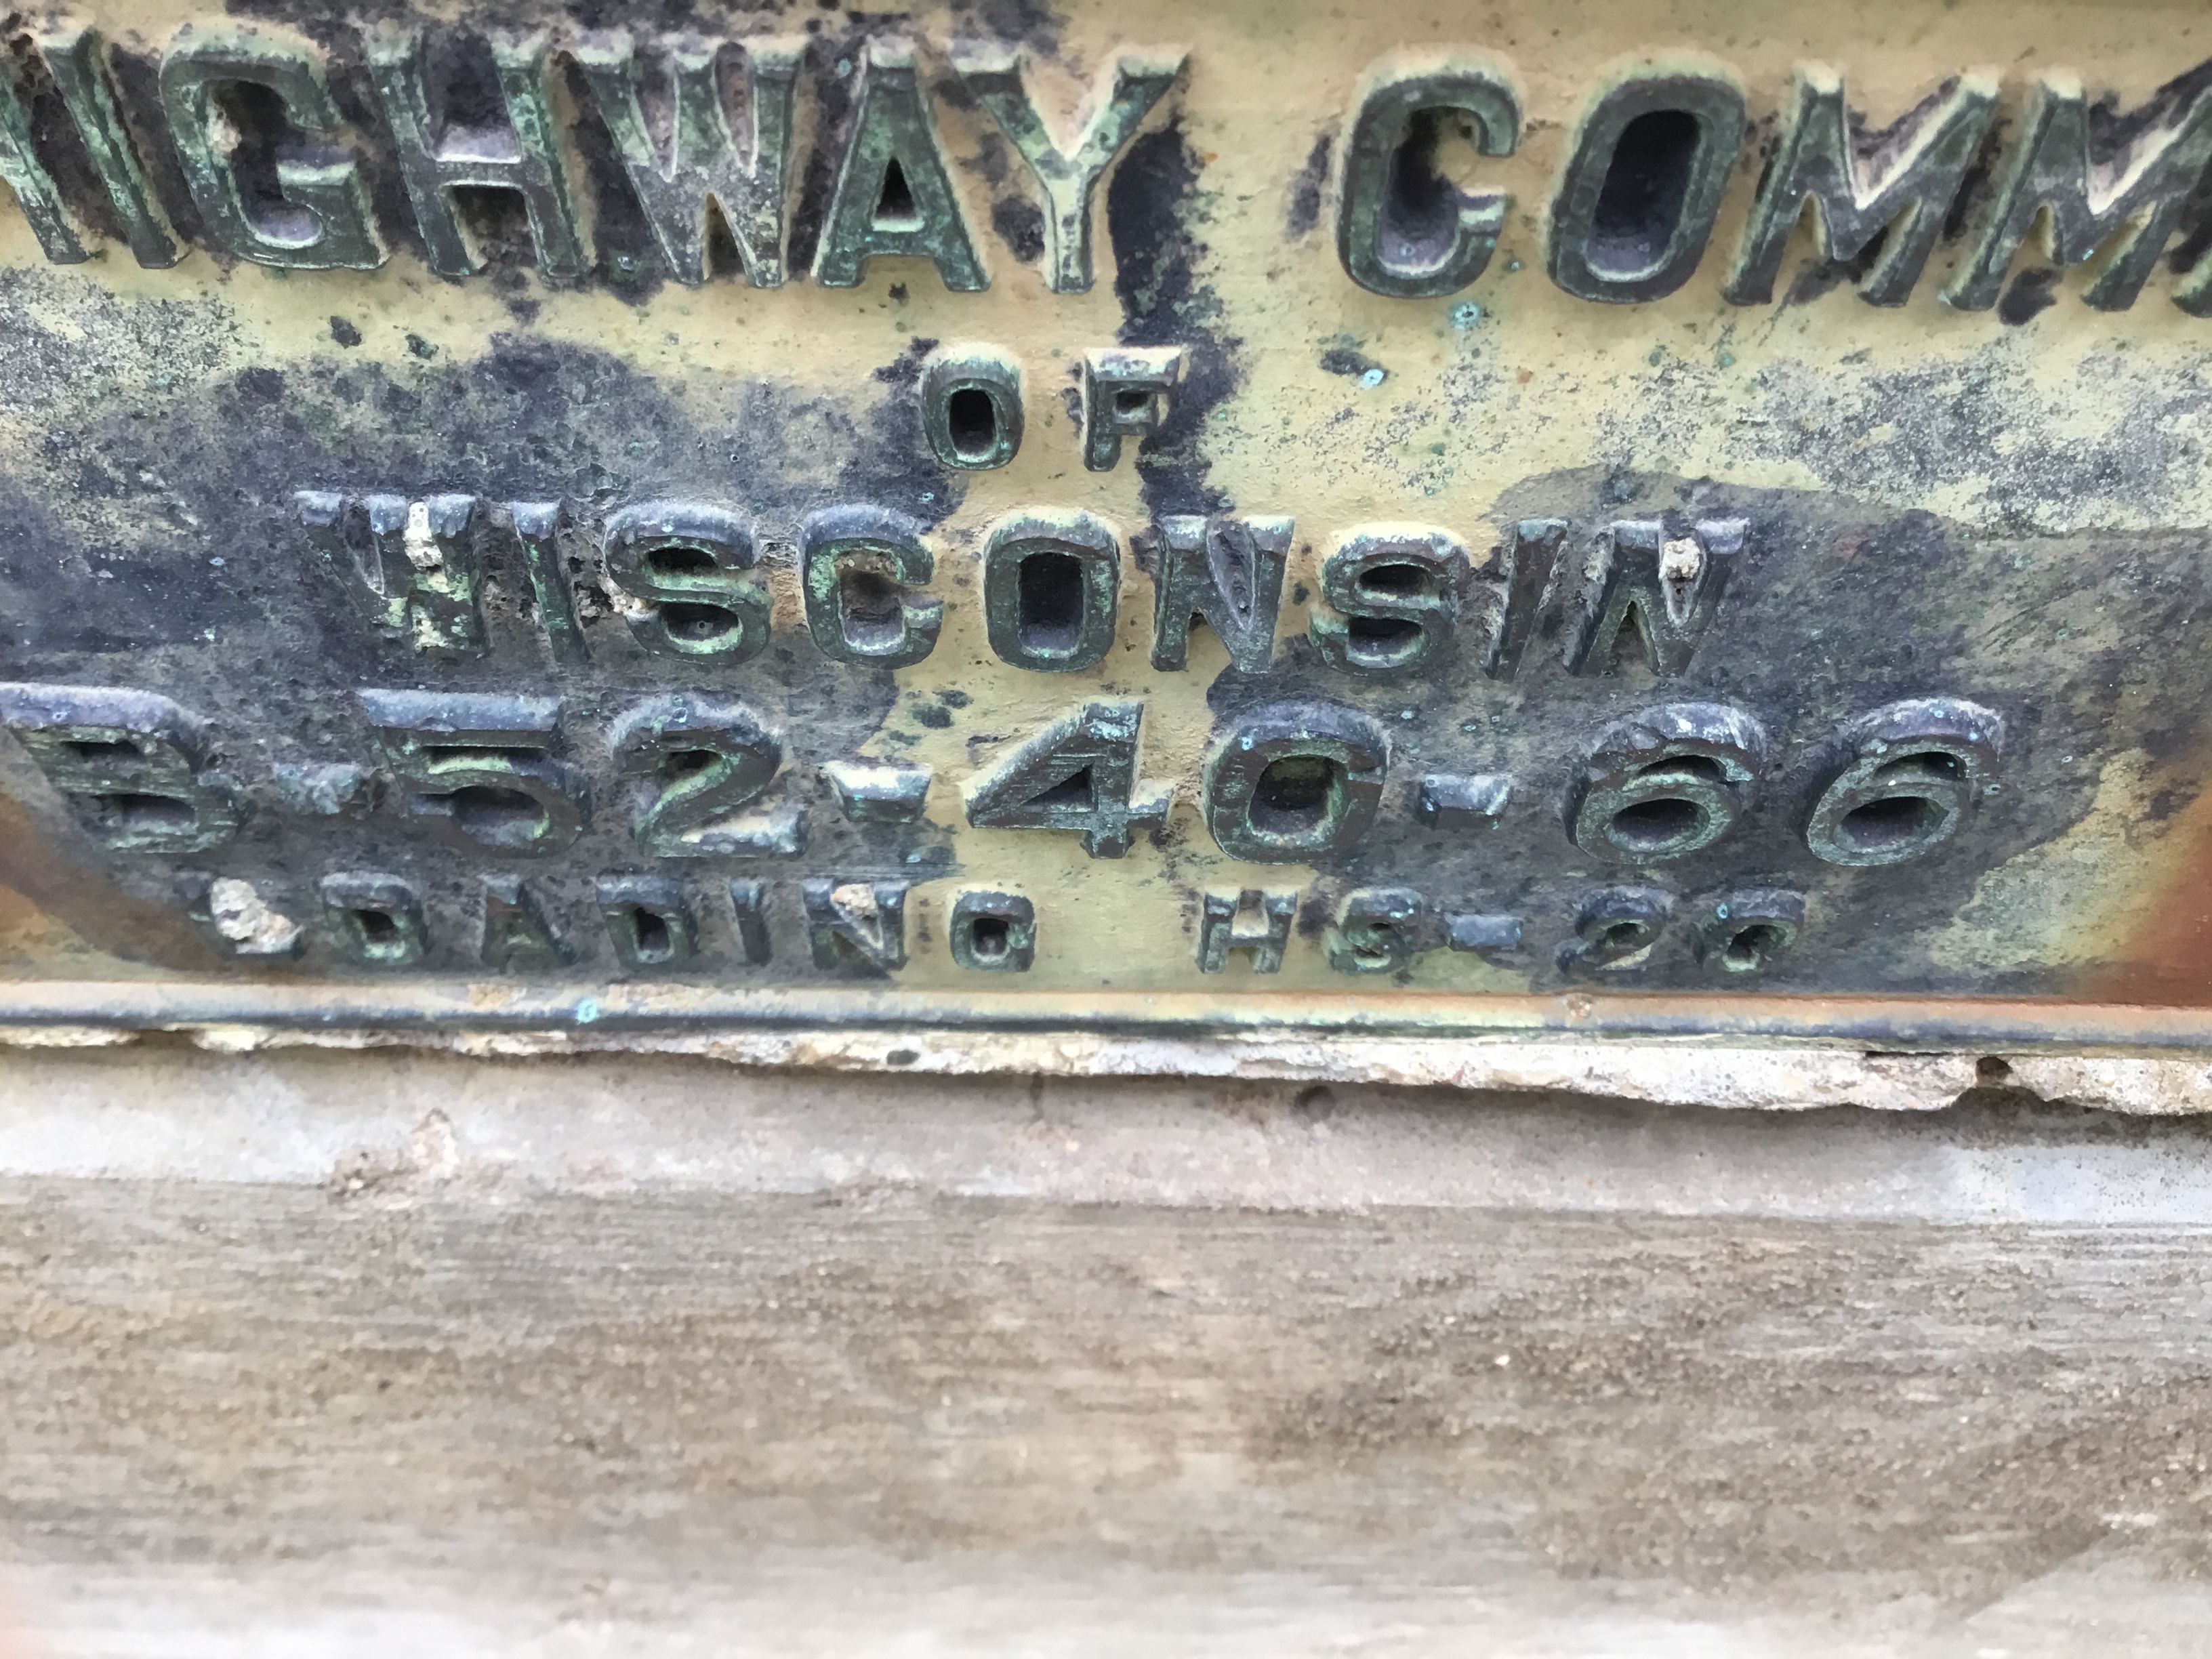 HIGHWAY COMM
OF
WISCONSIN
B-52-40-66
LOADING HS-20